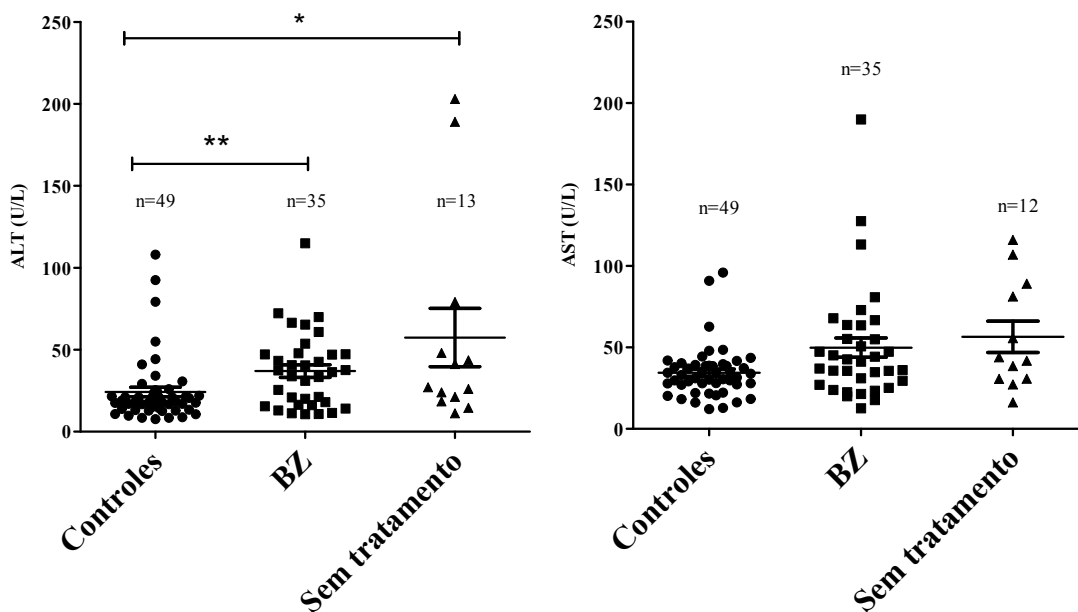 250
200
150
100
50
0
ALT (U/L)
*
**
n=49
n=35
n=13
Controles
BZ
Sem tratamento
250
200
150
100
50
0
AST (U/L)
n=49
n=35
n=12
Controles
BZ
Sem tratamento